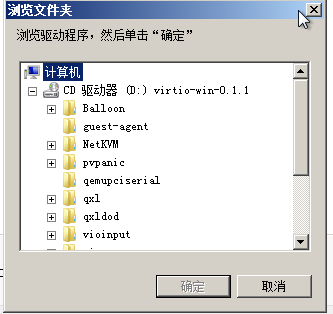 浏览文件夹
浏览驱动程序，然后单击“确定”
计算机
CD 驱动器 (D:) virtio-win-0.1.1
Balloon
guest-agent
NetKVM
pvpanic
qemupciserial
qxl
qxldod
vioinput
确定
取消